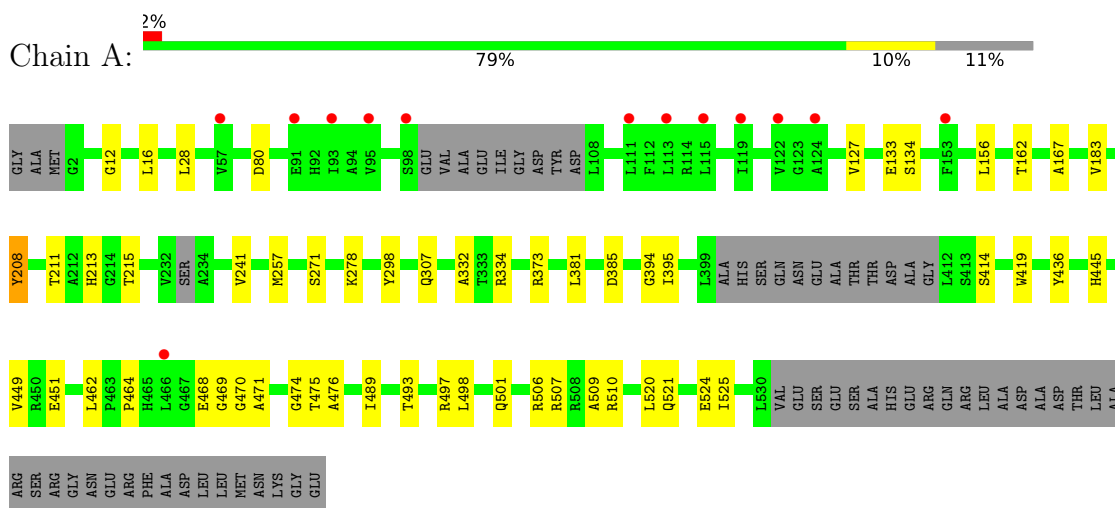 2%
Chain A:
79% 10% 11%
GLY ALA MET G2 G12 L16 L28 V57 D80 E91 H92 I93 A94 V95 S98 GLU VAL ALA GLU ILE GLY ASP TYR ASP L108 L111 F112 L113 R114 L115 I119 V122 G123 A124 V127 E133 S134 F153 L156 T162 A167 V183
Y208 T211 A212 H213 G214 T215 V232 SER A234 V241 M257 S271 K278 Y298 Q307 A332 T333 R334 R373 L381 D385 G394 I395 L399 ALA HIS SER GLN ASN GLU ALA THR THR ASP ALA GLY L412 S413 S414 W419 Y436 H445
V449 R450 E451 L462 P463 P464 H465 L466 G467 E468 G469 G470 A471 G474 T475 A476 I489 T493 R497 L498 Q501 R506 R507 R508 A509 R510 L520 Q521 E524 I525 L530 VAL GLU SER GLU SER ALA HIS GLU ARG GLN ARG LEU ALA ASP ALA ASP THR LEU ALA
ARG SER ARG GLY ASN GLU ARG PHE ALA ASP LEU LEU MET ASN LYS GLY GLU